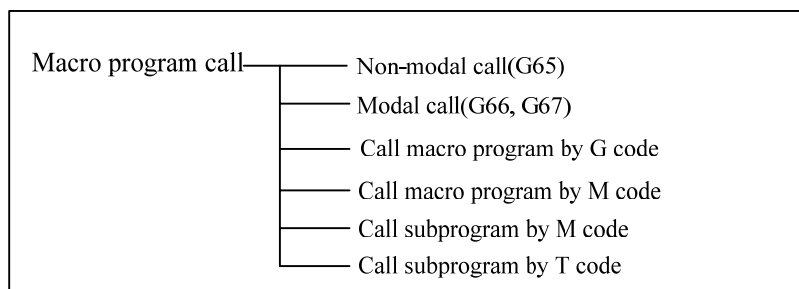 Macro program call
Non-modal call(G65)
Modal call(G66, G67)
Call macro program by G code
Call macro program by M code
Call subprogram by M code
Call subprogram by T code